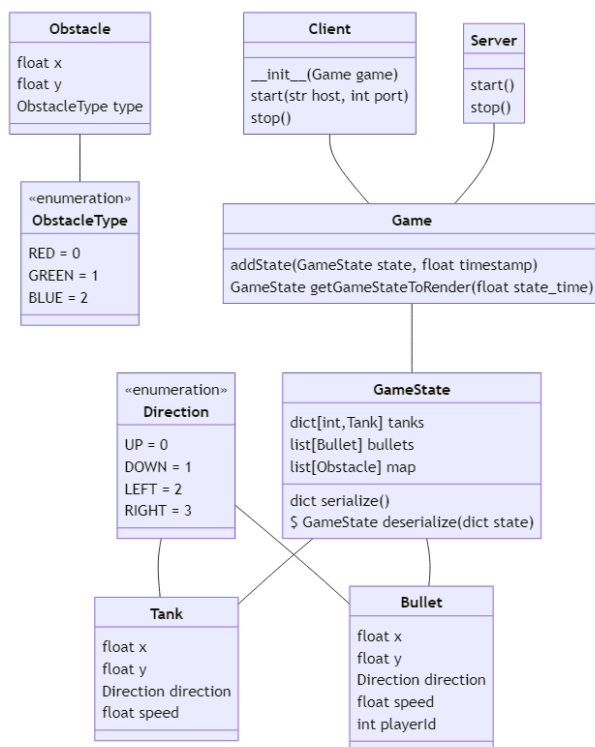 Obstacle
float x
float y
ObstacleType type
Client
__init__(Game game)
start(str host, int port)
stop()
Server
start()
stop()
«enumeration»
ObstacleType
RED = 0
GREEN = 1
BLUE = 2
Game
addState(GameState state, float timestamp)
GameState getGameStateToRender(float state_time)
«enumeration»
Direction
UP = 0
DOWN = 1
LEFT = 2
RIGHT = 3
GameState
dict[int,Tank] tanks
list[Bullet] bullets
list[Obstacle] map
dict serialize()
$ GameState deserialize(dict state)
Tank
float x
float y
Direction direction
float speed
Bullet
float x
float y
Direction direction
float speed
int playerId